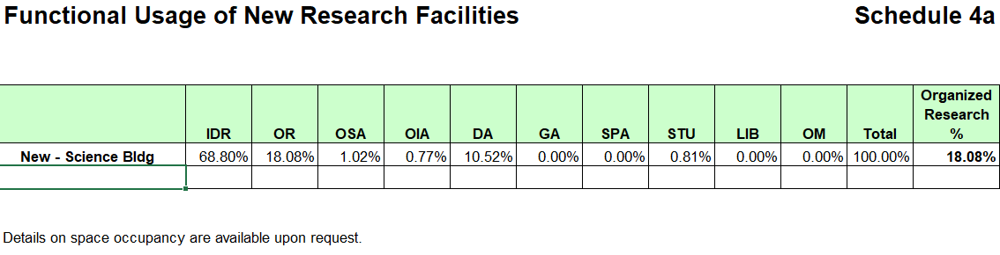 Functional Usage of New Research Facilities Schedule 4a
Organized
Research
IDR OR OSA OIA DA GA SPA STU LIB OM Total %
New - Science Bldg 68.80% 18.08% 1.02% 0.77% 10.52% 0.00% 0.00% 0.81% 0.00% 0.00% 100.00% 18.08%
Details on space occupancy are available upon request.